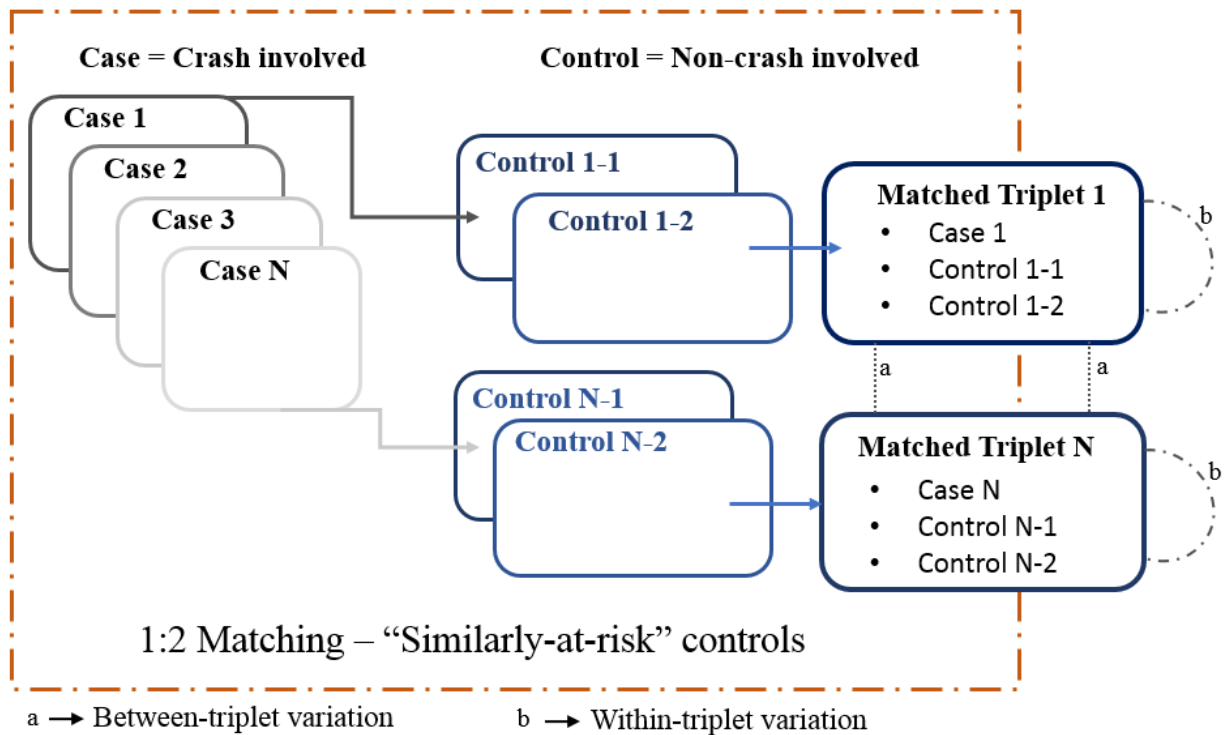 Case = Crash involved
Control = Non-crash involved
Case 1
Case 2
Case 3
Case N
Control 1-1
Control 1-2
Matched Triplet 1
• Case 1
• Control 1-1
• Control 1-2
b
a
a
Control N-1
Control N-2
Matched Triplet N
• Case N
• Control N-1
• Control N-2
b
1:2 Matching – “Similarly-at-risk” controls
a → Between-triplet variation
b → Within-triplet variation